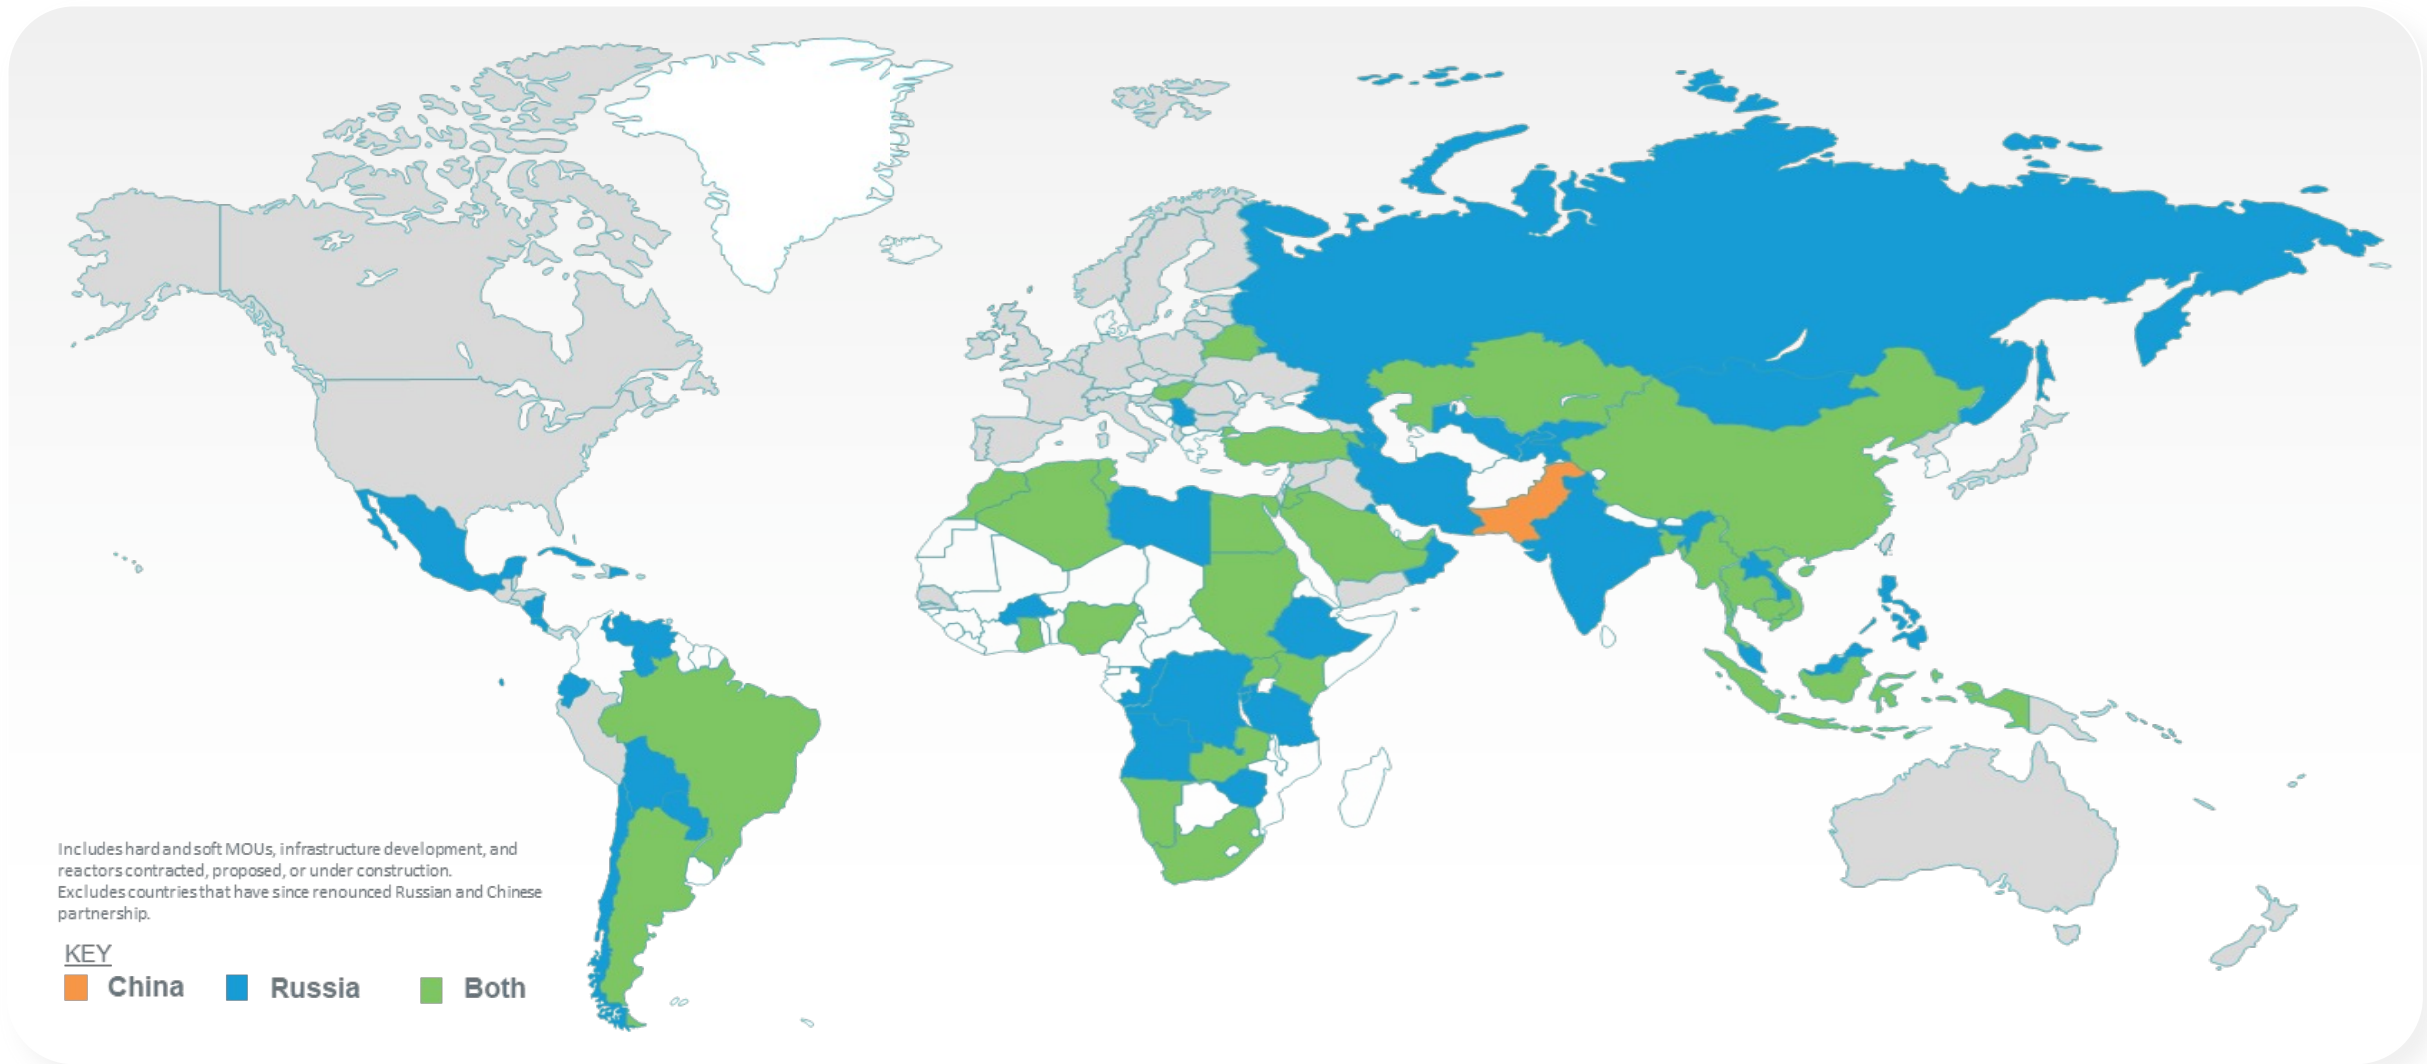 Includes hard and soft MOUs, infrastructure development, and
reactors contracted, proposed, or under construction.
Excludes countries that have since renounced Russian and Chinese
partnership.
KEY
China
Russia
Both